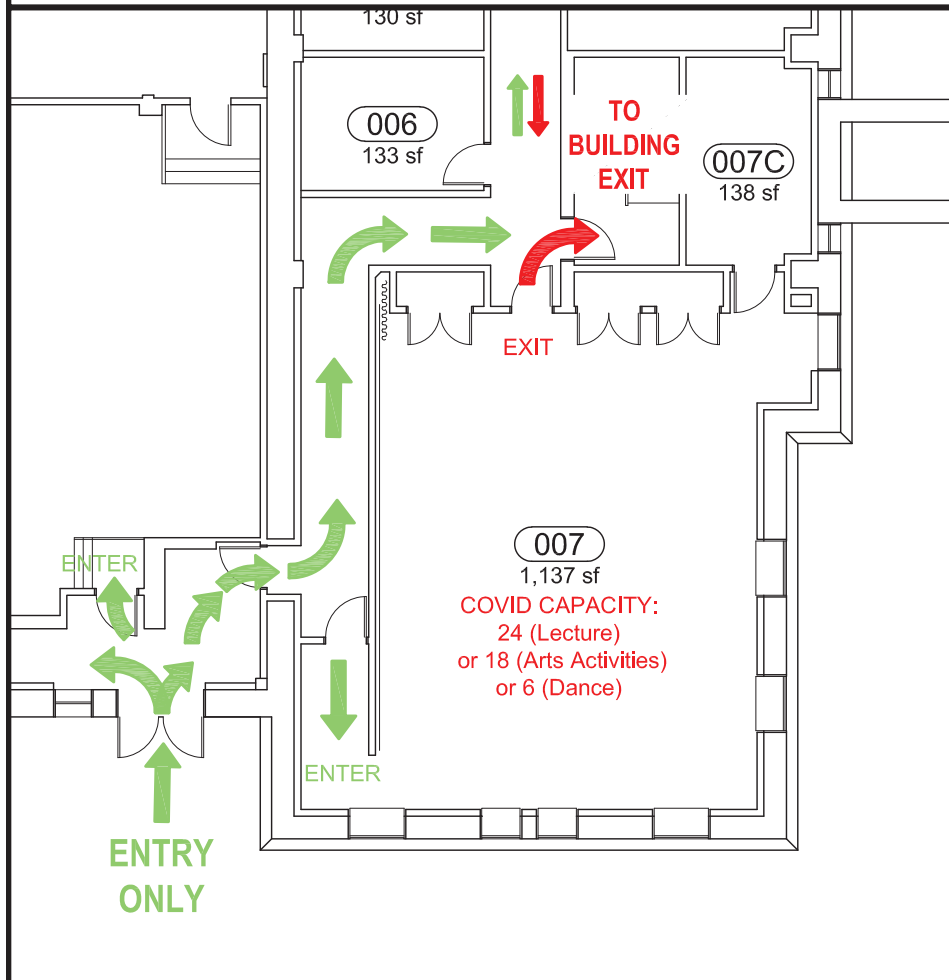 130 sf
006
133 sf
TO
BUILDING
EXIT
007C
138 sf
EXIT
ENTER
007
1,137 sf
COVID CAPACITY:
24 (Lecture)
or 18 (Arts Activities)
or 6 (Dance)
ENTER
ENTRY
ONLY